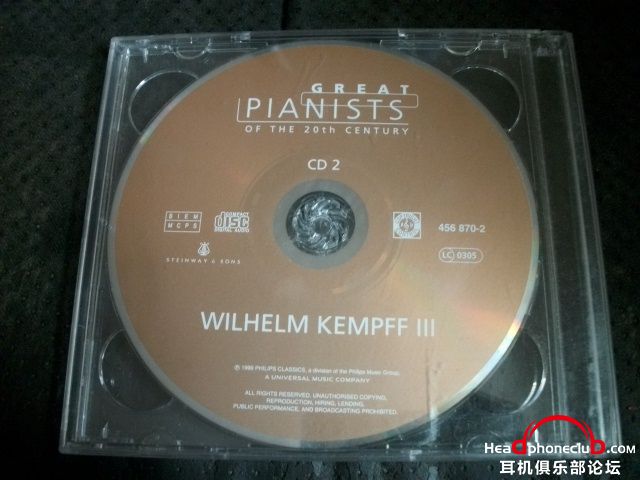 GREAT
PIANISTS
OF THE 20th CENTURY
CD 2
BIEM
MCPS
COMPACT
disc
DIGITAL AUDIO
456 870-2
STEINWAY & SONS
LC 0305
WILHELM KEMPFF III
℗ 1998 PHILIPS CLASSICS, a division of the Philips Music Group,
A UNIVERSAL MUSIC COMPANY
ALL RIGHTS RESERVED. UNAUTHORISED COPYING,
REPRODUCTION, HIRING, LENDING,
PUBLIC PERFORMANCE, AND BROADCASTING PROHIBITED.
Headphoneclub.com
耳机俱乐部论坛